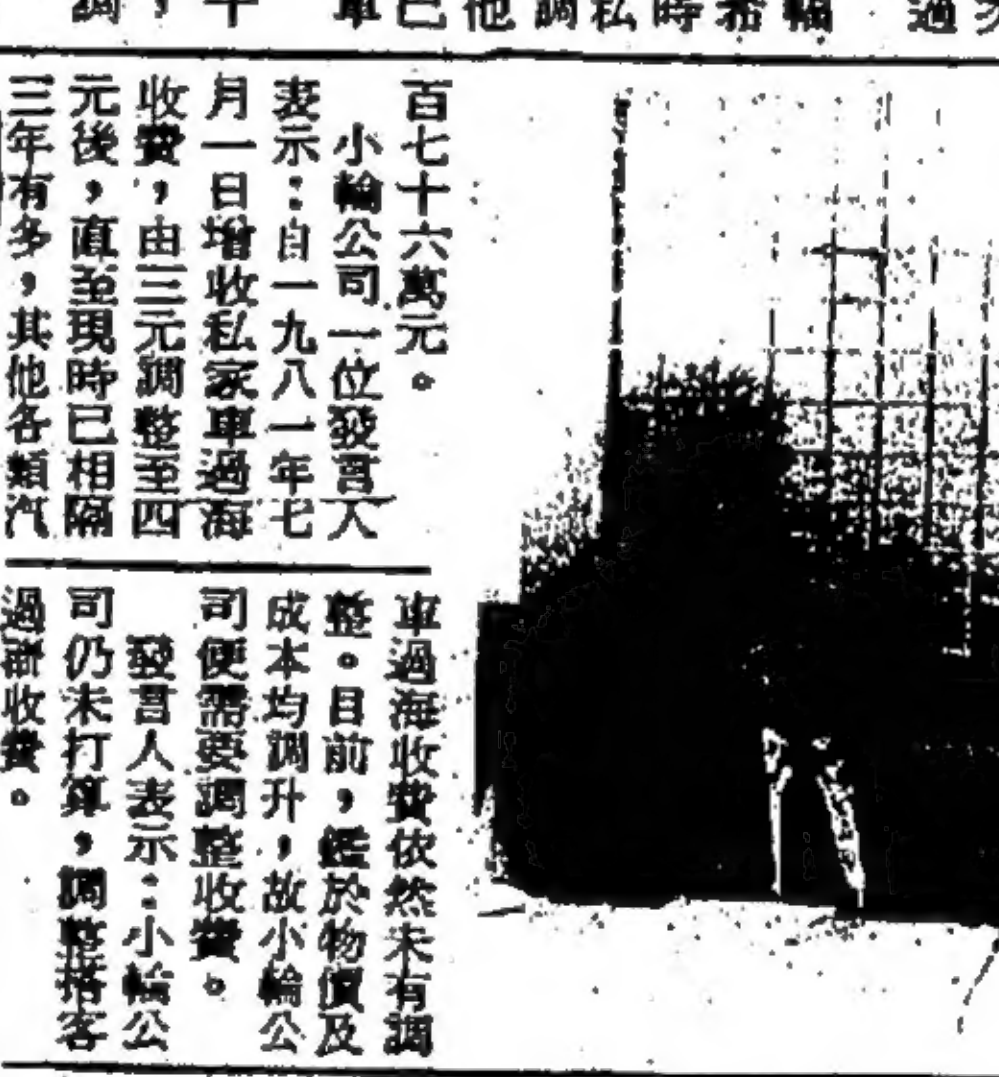 百七十六萬元。
小輪公司一位發言人
表示：自一九八一年七
月一日增收私家車過海
收費，由三元調整至四
元後，直至現時已相隔
三年有多，其他各類汽
車過海收費依然未有調
整。目前，鑑於物價及
成本均調升，故小輪公
司便需要調整收費。
發言人表示：小輪公
司仍未打算，調整搭客
過海收費。